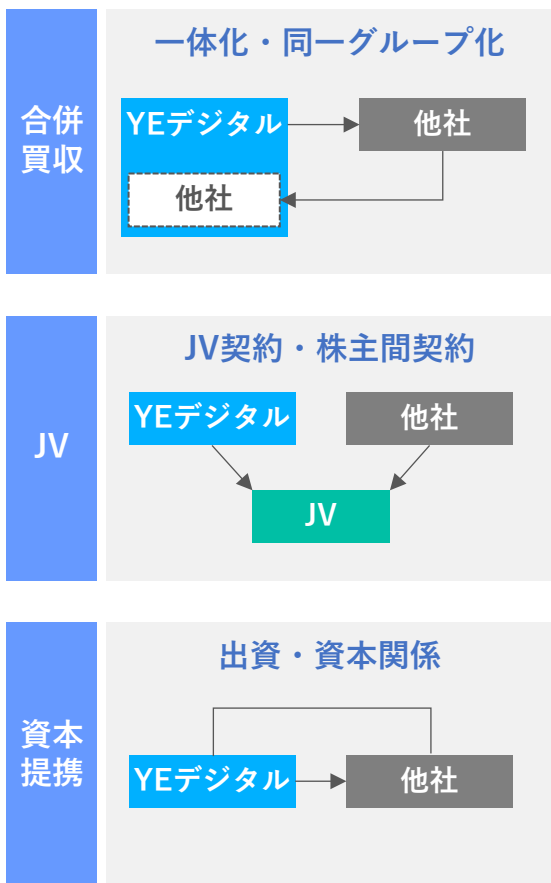 合併
買収
一体化・同一グループ化
YEデジタル
他社
他社
JV
JV契約・株主間契約
YEデジタル
他社
JV
資本
提携
出資・資本関係
YEデジタル
他社